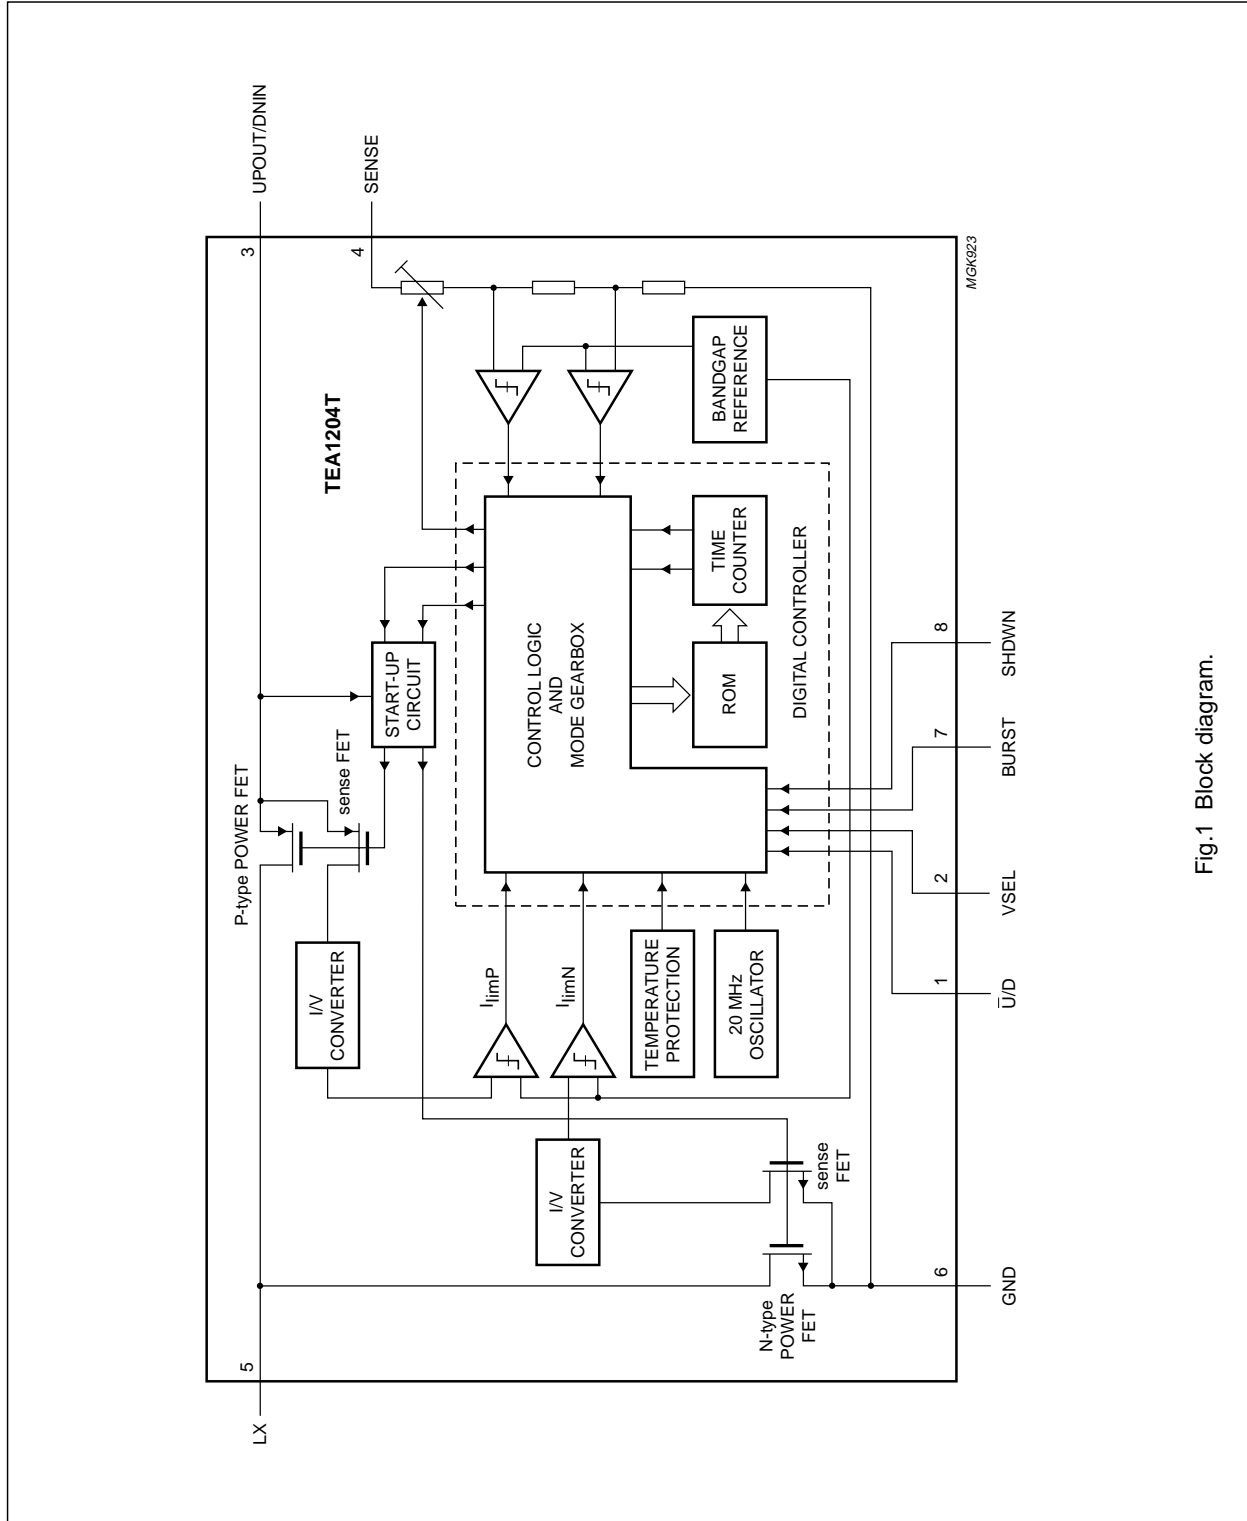 UPOUT/DNIN
3
SENSE
4
TEA1204T
MGK923
P-type POWER FET
sense FET
START-UP
CIRCUIT
I/V
CONVERTER
BANDGAP
REFERENCE
CONTROL LOGIC
AND
MODE GEARBOX
TIME
COUNTER
ROM
DIGITAL CONTROLLER
IlimP
IlimN
TEMPERATURE
PROTECTION
20 MHz
OSCILLATOR
I/V
CONVERTER
sense
FET
N-type
POWER
FET
5
LX
6
GND
1
U̅/D
2
VSEL
7
BURST
8
SHDWN
Fig.1 Block diagram.